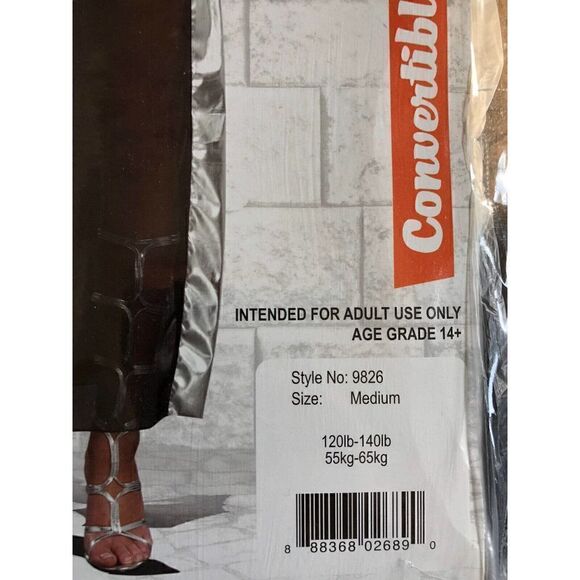 Convertibl
INTENDED FOR ADULT USE ONLY
AGE GRADE 14+
Style No: 9826
Size: Medium
120lb-140lb
55kg-65kg
8 88368 02689 0